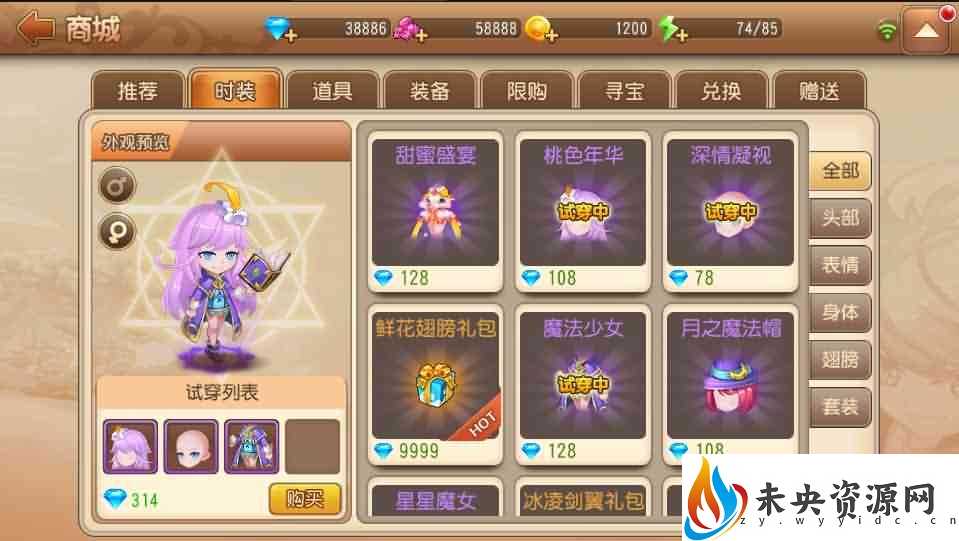 商城
38886
58888
1200
74/85
推荐
时装
道具
装备
限购
寻宝
兑换
赠送
外观预览
试穿列表
314
购买
甜蜜盛宴
128
桃色年华
试穿中
108
深情凝视
试穿中
78
鲜花翅膀礼包
HOT
9999
魔法少女
试穿中
128
月之魔法帽
108
星星魔女
冰凌剑翼礼包
全部
头部
表情
身体
翅膀
套装
未央资源网
zy.wyyidc.cn